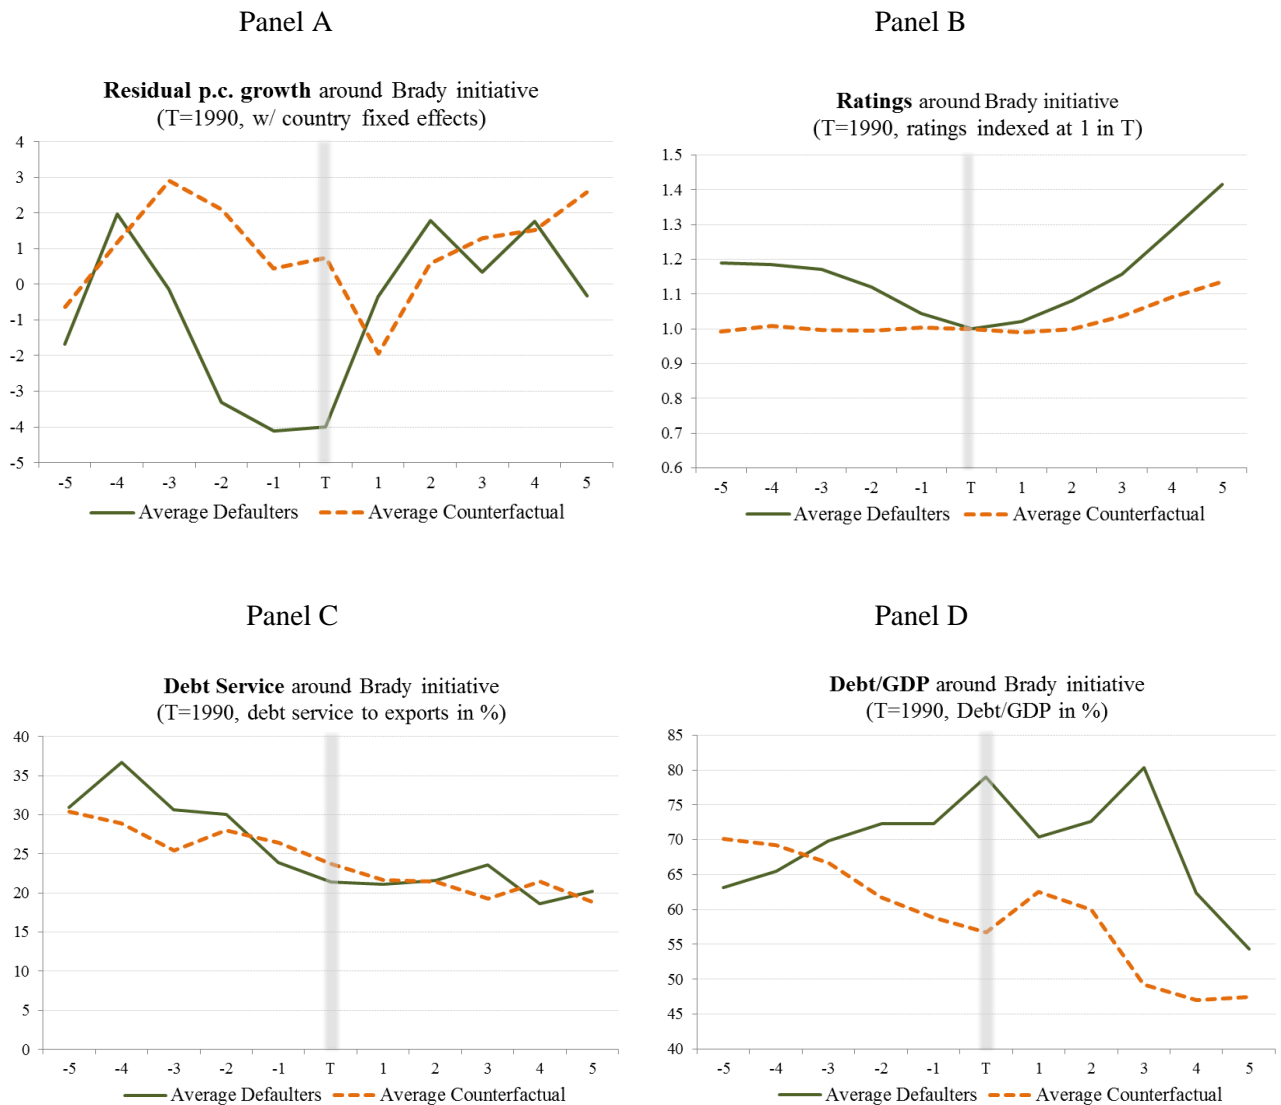 Panel A
Residual p.c. growth around Brady initiative
(T=1990, w/ country fixed effects)
4
3
2
1
0
-1
-2
-3
-4
-5
-5 -4 -3 -2 -1 T 1 2 3 4 5
Average Defaulters Average Counterfactual
Panel B
Ratings around Brady initiative
(T=1990, ratings indexed at 1 in T)
1.5
1.4
1.3
1.2
1.1
1.0
0.9
0.8
0.7
0.6
-5 -4 -3 -2 -1 T 1 2 3 4 5
Average Defaulters Average Counterfactual
Panel C
Debt Service around Brady initiative
(T=1990, debt service to exports in %)
40
35
30
25
20
15
10
5
0
-5 -4 -3 -2 -1 T 1 2 3 4 5
Average Defaulters Average Counterfactual
Panel D
Debt/GDP around Brady initiative
(T=1990, Debt/GDP in %)
85
80
75
70
65
60
55
50
45
40
-5 -4 -3 -2 -1 T 1 2 3 4 5
Average Defaulters Average Counterfactual